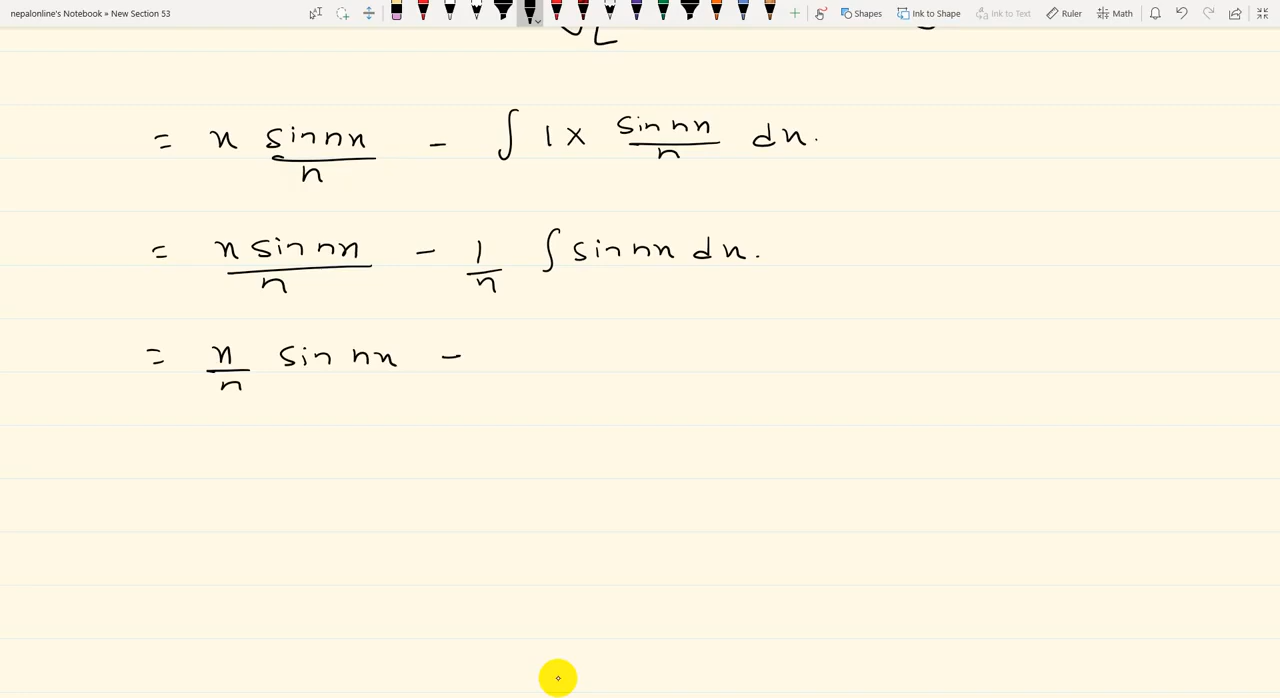 nepalonline's Notebook » New Section 53
Shapes Ink to Shape Ink to Text Ruler Math
= x sin nx / n - ∫ 1 × sin nx / n dx.
= x sin nx / n - 1/n ∫ sin nx dx.
= x/n sin nx -